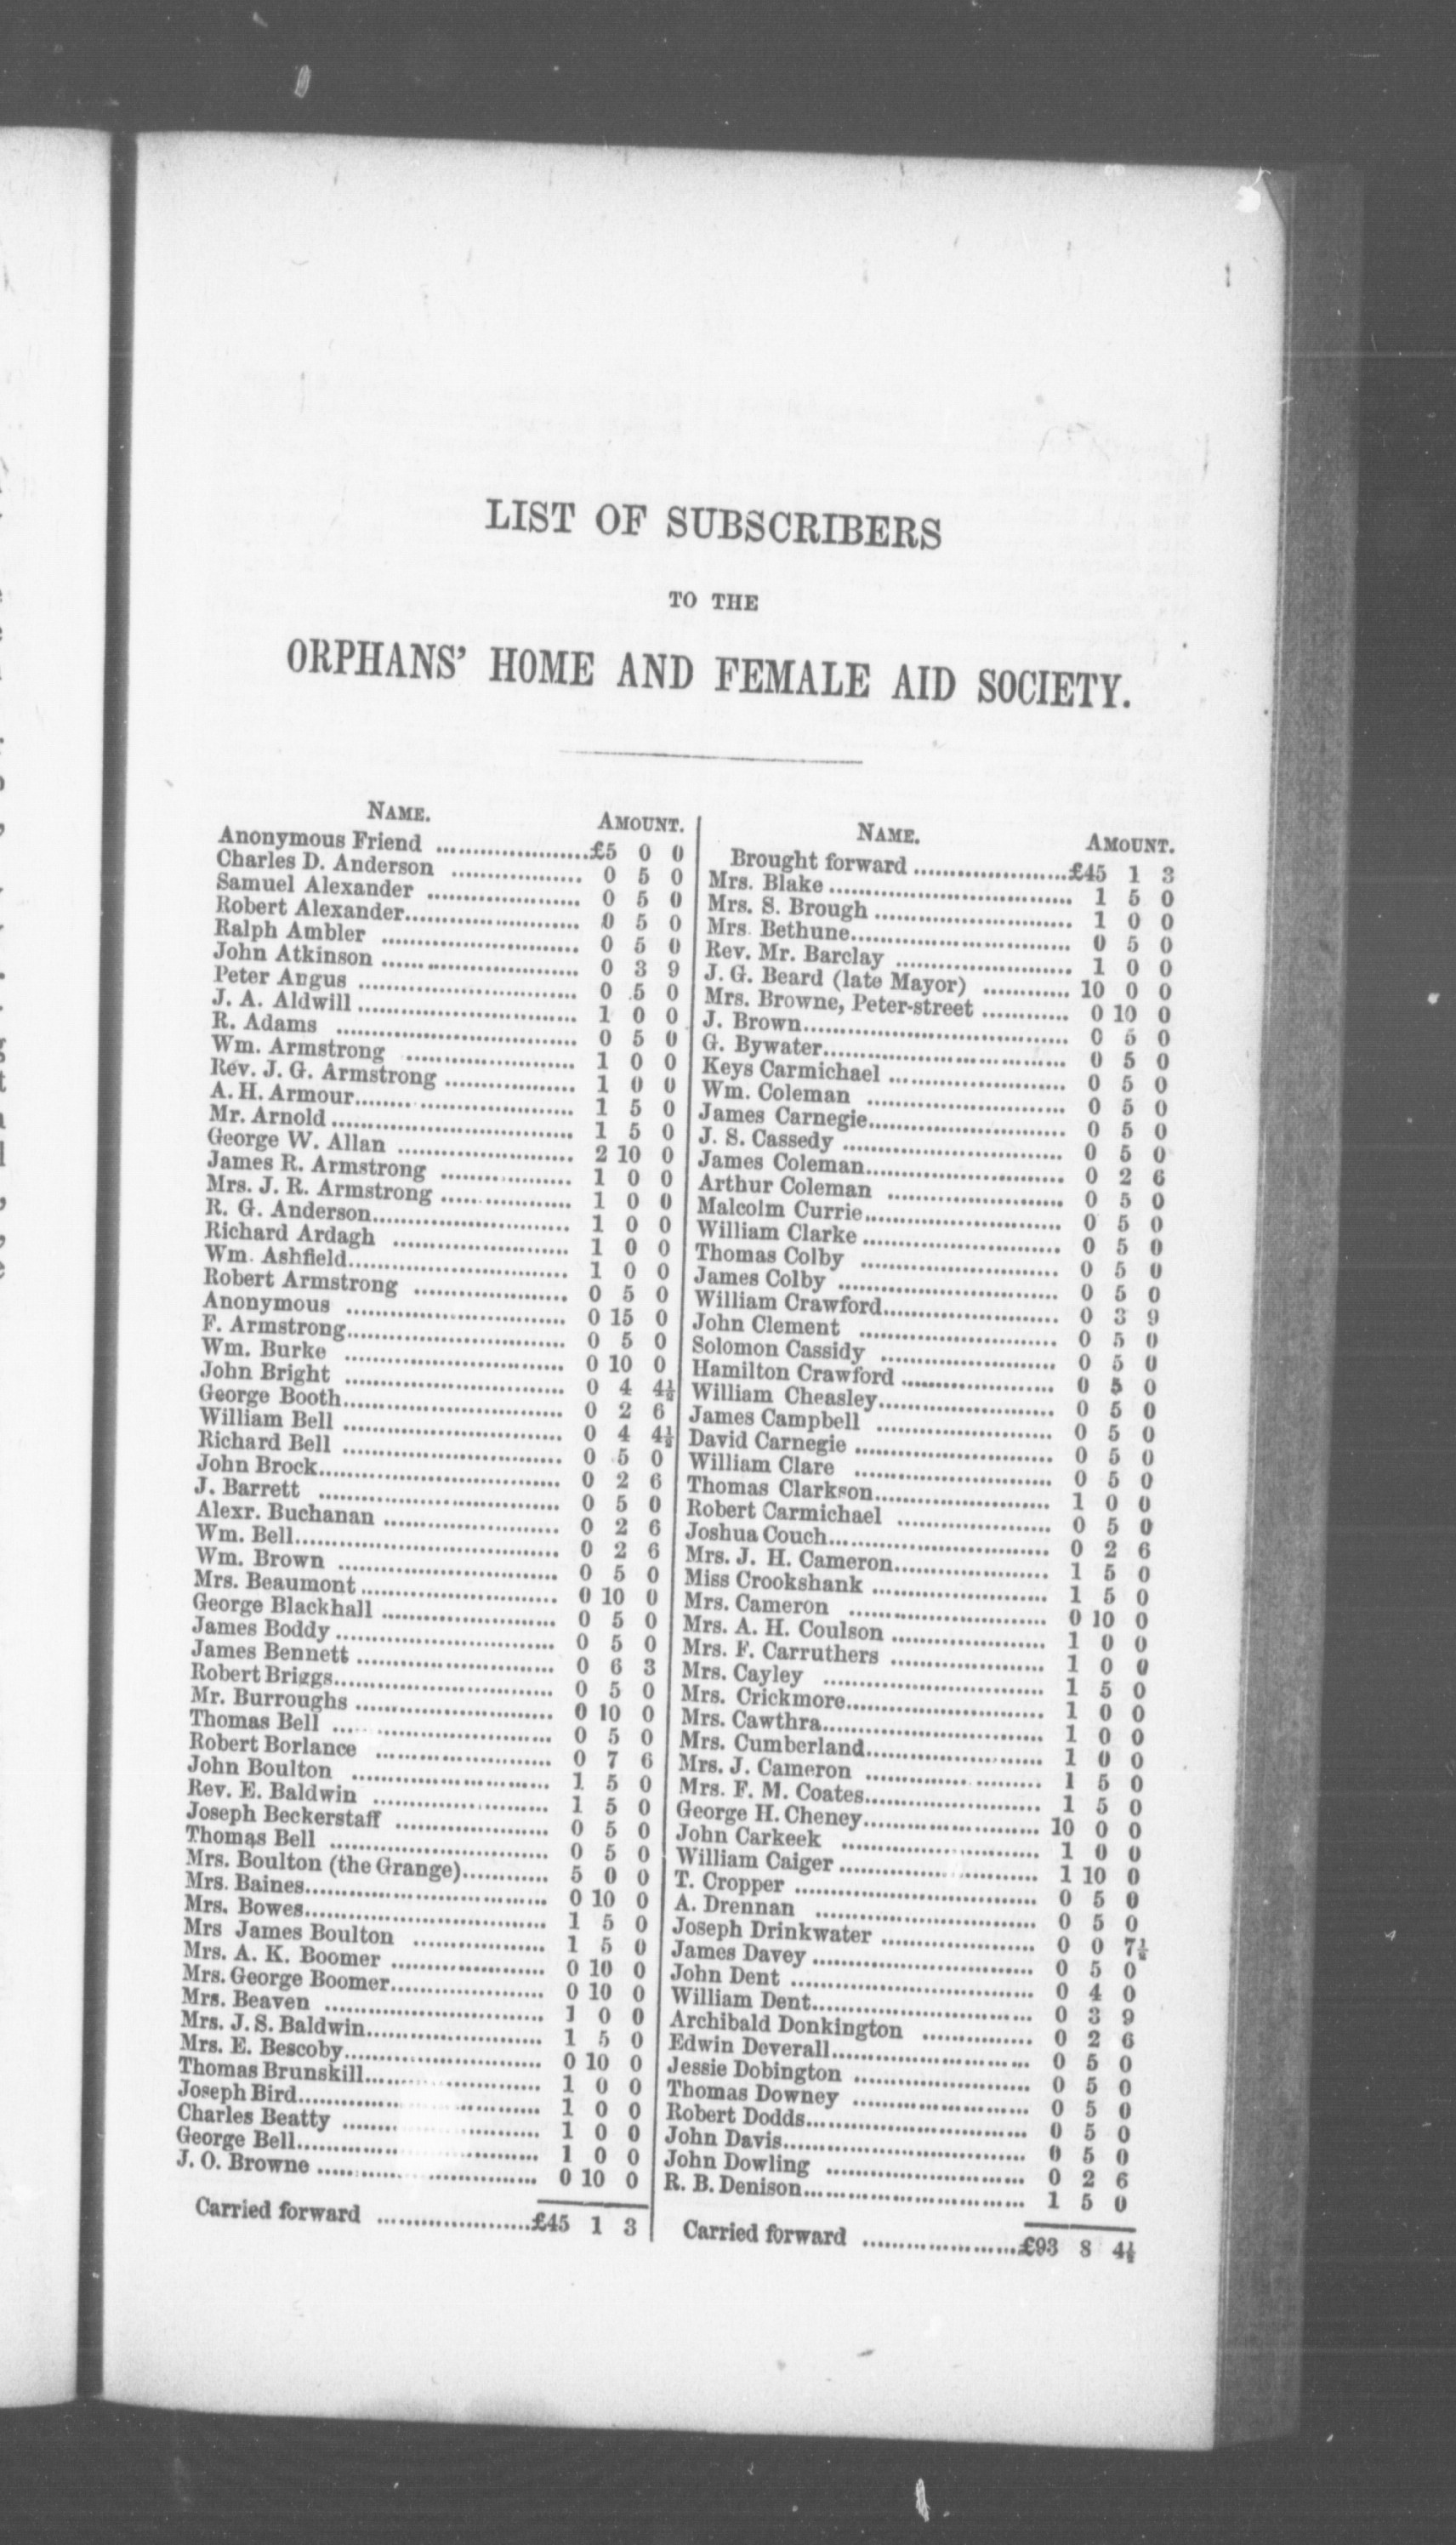 LIST OF SUBSCRIBERS
TO THE
ORPHANS' HOME AND FEMALE AID SOCIETY.
NAME. AMOUNT.
Anonymous Friend ..................... £5 0 0
Charles D. Anderson .................. 0 5 0
Samuel Alexander ..................... 0 5 0
Robert Alexander..................... 0 5 0
Ralph Ambler ..................... 0 5 0
John Atkinson ..................... 0 3 9
Peter Angus ..................... 0 5 0
J. A. Aldwill ..................... 1 0 0
R. Adams ..................... 0 5 0
Wm. Armstrong ..................... 1 0 0
Rev. J. G. Armstrong .................. 1 0 0
A. H. Armour..................... 1 5 0
Mr. Arnold ..................... 1 5 0
George W. Allan ..................... 2 10 0
James R. Armstrong .................. 1 0 0
Mrs. J. R. Armstrong .................. 1 0 0
R. G. Anderson..................... 1 0 0
Richard Ardagh ..................... 1 0 0
Wm. Ashfield..................... 1 0 0
Robert Armstrong ..................... 0 5 0
Anonymous ..................... 0 15 0
F. Armstrong..................... 0 5 0
Wm. Burke ..................... 0 10 0
John Bright ..................... 0 4 4½
George Booth..................... 0 2 6
William Bell ..................... 0 4 4½
Richard Bell ..................... 0 5 0
John Brock..................... 0 2 6
J. Barrett ..................... 0 5 0
Alexr. Buchanan ..................... 0 2 6
Wm. Bell..................... 0 2 6
Wm. Brown ..................... 0 5 0
Mrs. Beaumont ..................... 0 10 0
George Blackhall ..................... 0 5 0
James Boddy ..................... 0 5 0
James Bennett ..................... 0 6 3
Robert Briggs..................... 0 5 0
Mr. Burroughs ..................... 0 10 0
Thomas Bell ..................... 0 5 0
Robert Borlance ..................... 0 7 6
John Boulton ..................... 1 5 0
Rev. E. Baldwin ..................... 1 5 0
Joseph Beckerstaff ..................... 0 5 0
Thomas Bell ..................... 0 5 0
Mrs. Boulton (the Grange)............ 5 0 0
Mrs. Baines..................... 0 10 0
Mrs. Bowes..................... 1 5 0
Mrs James Boulton .................. 1 5 0
Mrs. A. K. Boomer ..................... 0 10 0
Mrs. George Boomer..................... 0 10 0
Mrs. Beaven ..................... 1 0 0
Mrs. J. S. Baldwin..................... 1 5 0
Mrs. E. Bescoby..................... 0 10 0
Thomas Brunskill..................... 1 0 0
Joseph Bird..................... 1 0 0
Charles Beatty ..................... 1 0 0
George Bell..................... 1 0 0
J. O. Browne ..................... 0 10 0
Carried forward ..................... £45 1 3
NAME. AMOUNT.
Brought forward ..................... £45 1 3
Mrs. Blake ..................... 1 5 0
Mrs. S. Brough ..................... 1 0 0
Mrs. Bethune..................... 0 5 0
Rev. Mr. Barclay ..................... 1 0 0
J. G. Beard (late Mayor) ............ 10 0 0
Mrs. Browne, Peter-street ............ 0 10 0
J. Brown..................... 0 5 0
G. Bywater..................... 0 5 0
Keys Carmichael ..................... 0 5 0
Wm. Coleman ..................... 0 5 0
James Carnegie..................... 0 5 0
J. S. Cassedy ..................... 0 5 0
James Coleman..................... 0 2 6
Arthur Coleman ..................... 0 5 0
Malcolm Currie..................... 0 5 0
William Clarke ..................... 0 5 0
Thomas Colby ..................... 0 5 0
James Colby ..................... 0 5 0
William Crawford..................... 0 3 9
John Clement ..................... 0 5 0
Solomon Cassidy ..................... 0 5 0
Hamilton Crawford ..................... 0 5 0
William Cheasley..................... 0 5 0
James Campbell ..................... 0 5 0
David Carnegie ..................... 0 5 0
William Clare ..................... 0 5 0
Thomas Clarkson..................... 1 0 0
Robert Carmichael ..................... 0 5 0
Joshua Couch..................... 0 2 6
Mrs. J. H. Cameron..................... 1 5 0
Miss Crookshank ..................... 1 5 0
Mrs. Cameron ..................... 0 10 0
Mrs. A. H. Coulson ..................... 1 0 0
Mrs. F. Carruthers ..................... 1 0 0
Mrs. Cayley ..................... 1 5 0
Mrs. Crickmore..................... 1 0 0
Mrs. Cawthra..................... 1 0 0
Mrs. Cumberland..................... 1 0 0
Mrs. J. Cameron ..................... 1 5 0
Mrs. F. M. Coates..................... 1 5 0
George H. Cheney..................... 10 0 0
John Carkeek ..................... 1 0 0
William Caiger ..................... 1 10 0
T. Cropper ..................... 0 5 0
A. Drennan ..................... 0 5 0
Joseph Drinkwater ..................... 0 0 7½
James Davey ..................... 0 5 0
John Dent ..................... 0 4 0
William Dent..................... 0 3 9
Archibald Donkington ............... 0 2 6
Edwin Deverall..................... 0 5 0
Jessie Dobington ..................... 0 5 0
Thomas Downey ..................... 0 5 0
Robert Dodds..................... 0 5 0
John Davis..................... 0 5 0
John Dowling ..................... 0 2 6
R. B. Denison..................... 1 5 0
Carried forward ..................... £93 8 4½